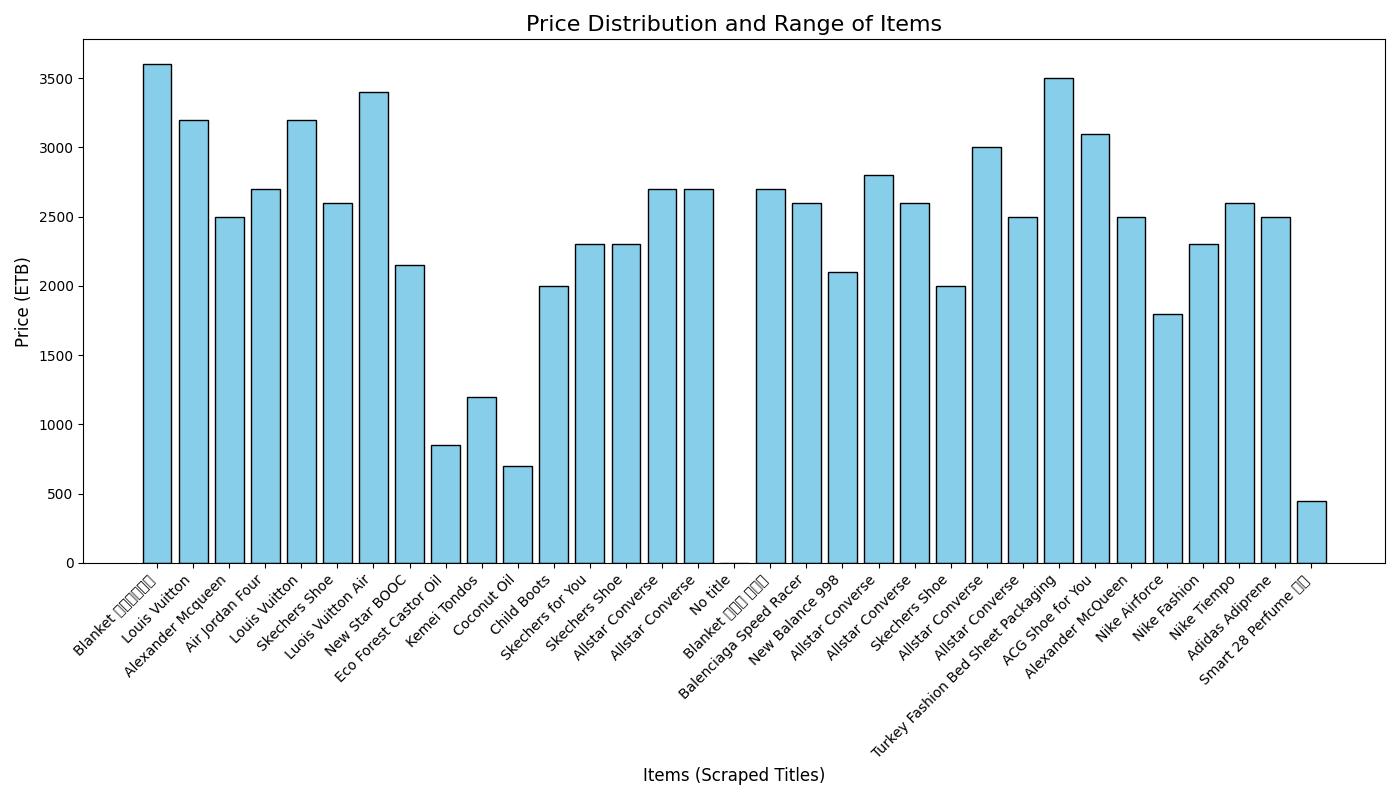 Price Distribution and Range of Items
Price (ETB)
3500
3000
2500
2000
1500
1000
500
0
Blanket
Louis Vuitton
Alexander Mcqueen
Air Jordan Four
Louis Vuitton
Skechers Shoe
Luois Vuitton Air
New Star BOOC
Eco Forest Castor Oil
Kemei Tondos
Coconut Oil
Child Boots
Skechers for You
Skechers Shoe
Allstar Converse
Allstar Converse
No title
Blanket
Balenciaga Speed Racer
New Balance 998
Allstar Converse
Allstar Converse
Skechers Shoe
Allstar Converse
Allstar Converse
Turkey Fashion Bed Sheet Packaging
ACG Shoe for You
Alexander McQueen
Nike Airforce
Nike Fashion
Nike Tiempo
Adidas Adiprene
Smart 28 Perfume
Items (Scraped Titles)